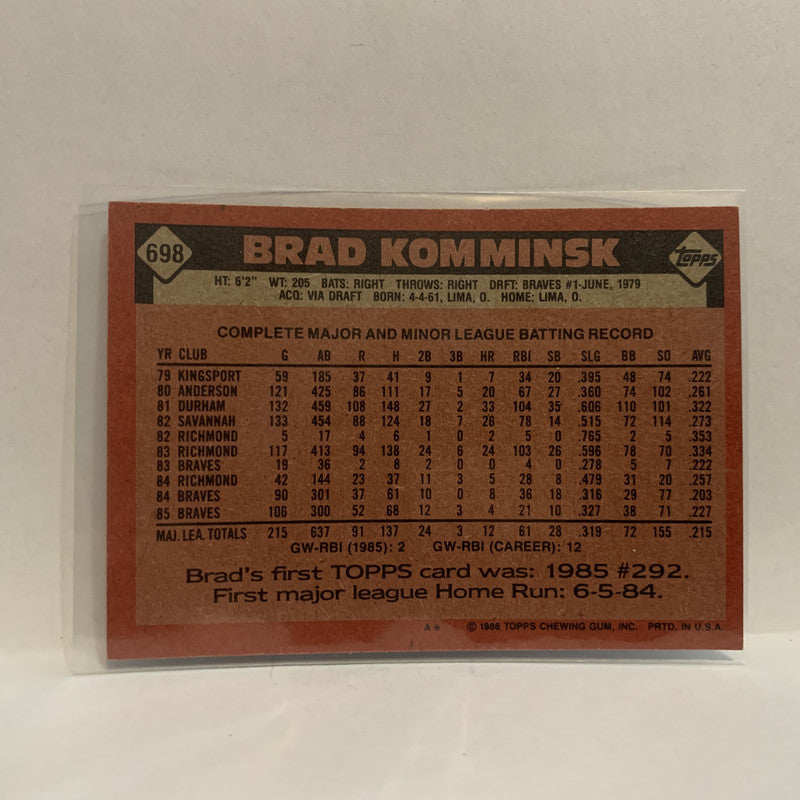 698 BRAD KOMMINSK topps
HT: 6'2" WT: 205 BATS: RIGHT THROWS: RIGHT DRFT: BRAVES #1-JUNE, 1979
ACQ: VIA DRAFT BORN: 4-4-61, LIMA, O. HOME: LIMA, O.
COMPLETE MAJOR AND MINOR LEAGUE BATTING RECORD
YR CLUB G AB R H 2B 3B HR RBI SB SLG BB SO AVG
79 KINGSPORT 59 185 37 41 9 1 7 34 20 .395 48 74 .222
80 ANDERSON 121 425 86 111 17 5 20 67 27 .360 74 102 .261
81 DURHAM 132 459 108 148 27 2 33 104 35 .606 110 101 .322
82 SAVANNAH 133 454 88 124 18 7 26 78 14 .515 72 114 .273
82 RICHMOND 5 17 4 6 1 0 2 5 0 .765 2 5 .353
83 RICHMOND 117 413 94 138 24 6 24 103 26 .596 78 70 .334
83 BRAVES 19 36 2 8 2 0 0 4 0 .278 5 7 .222
84 RICHMOND 42 144 23 37 11 3 5 28 8 .479 31 20 .257
84 BRAVES 90 301 37 61 10 0 8 36 18 .316 29 77 .203
85 BRAVES 106 300 52 68 12 3 4 21 10 .327 38 71 .227
MAJ. LEA. TOTALS 215 637 91 137 24 3 12 61 28 .319 72 155 .215
GW-RBI (1985): 2 GW-RBI (CAREER): 12
Brad's first TOPPS card was: 1985 #292.
First major league Home Run: 6-5-84.
A* © 1986 TOPPS CHEWING GUM, INC. PRTD. IN U.S.A.